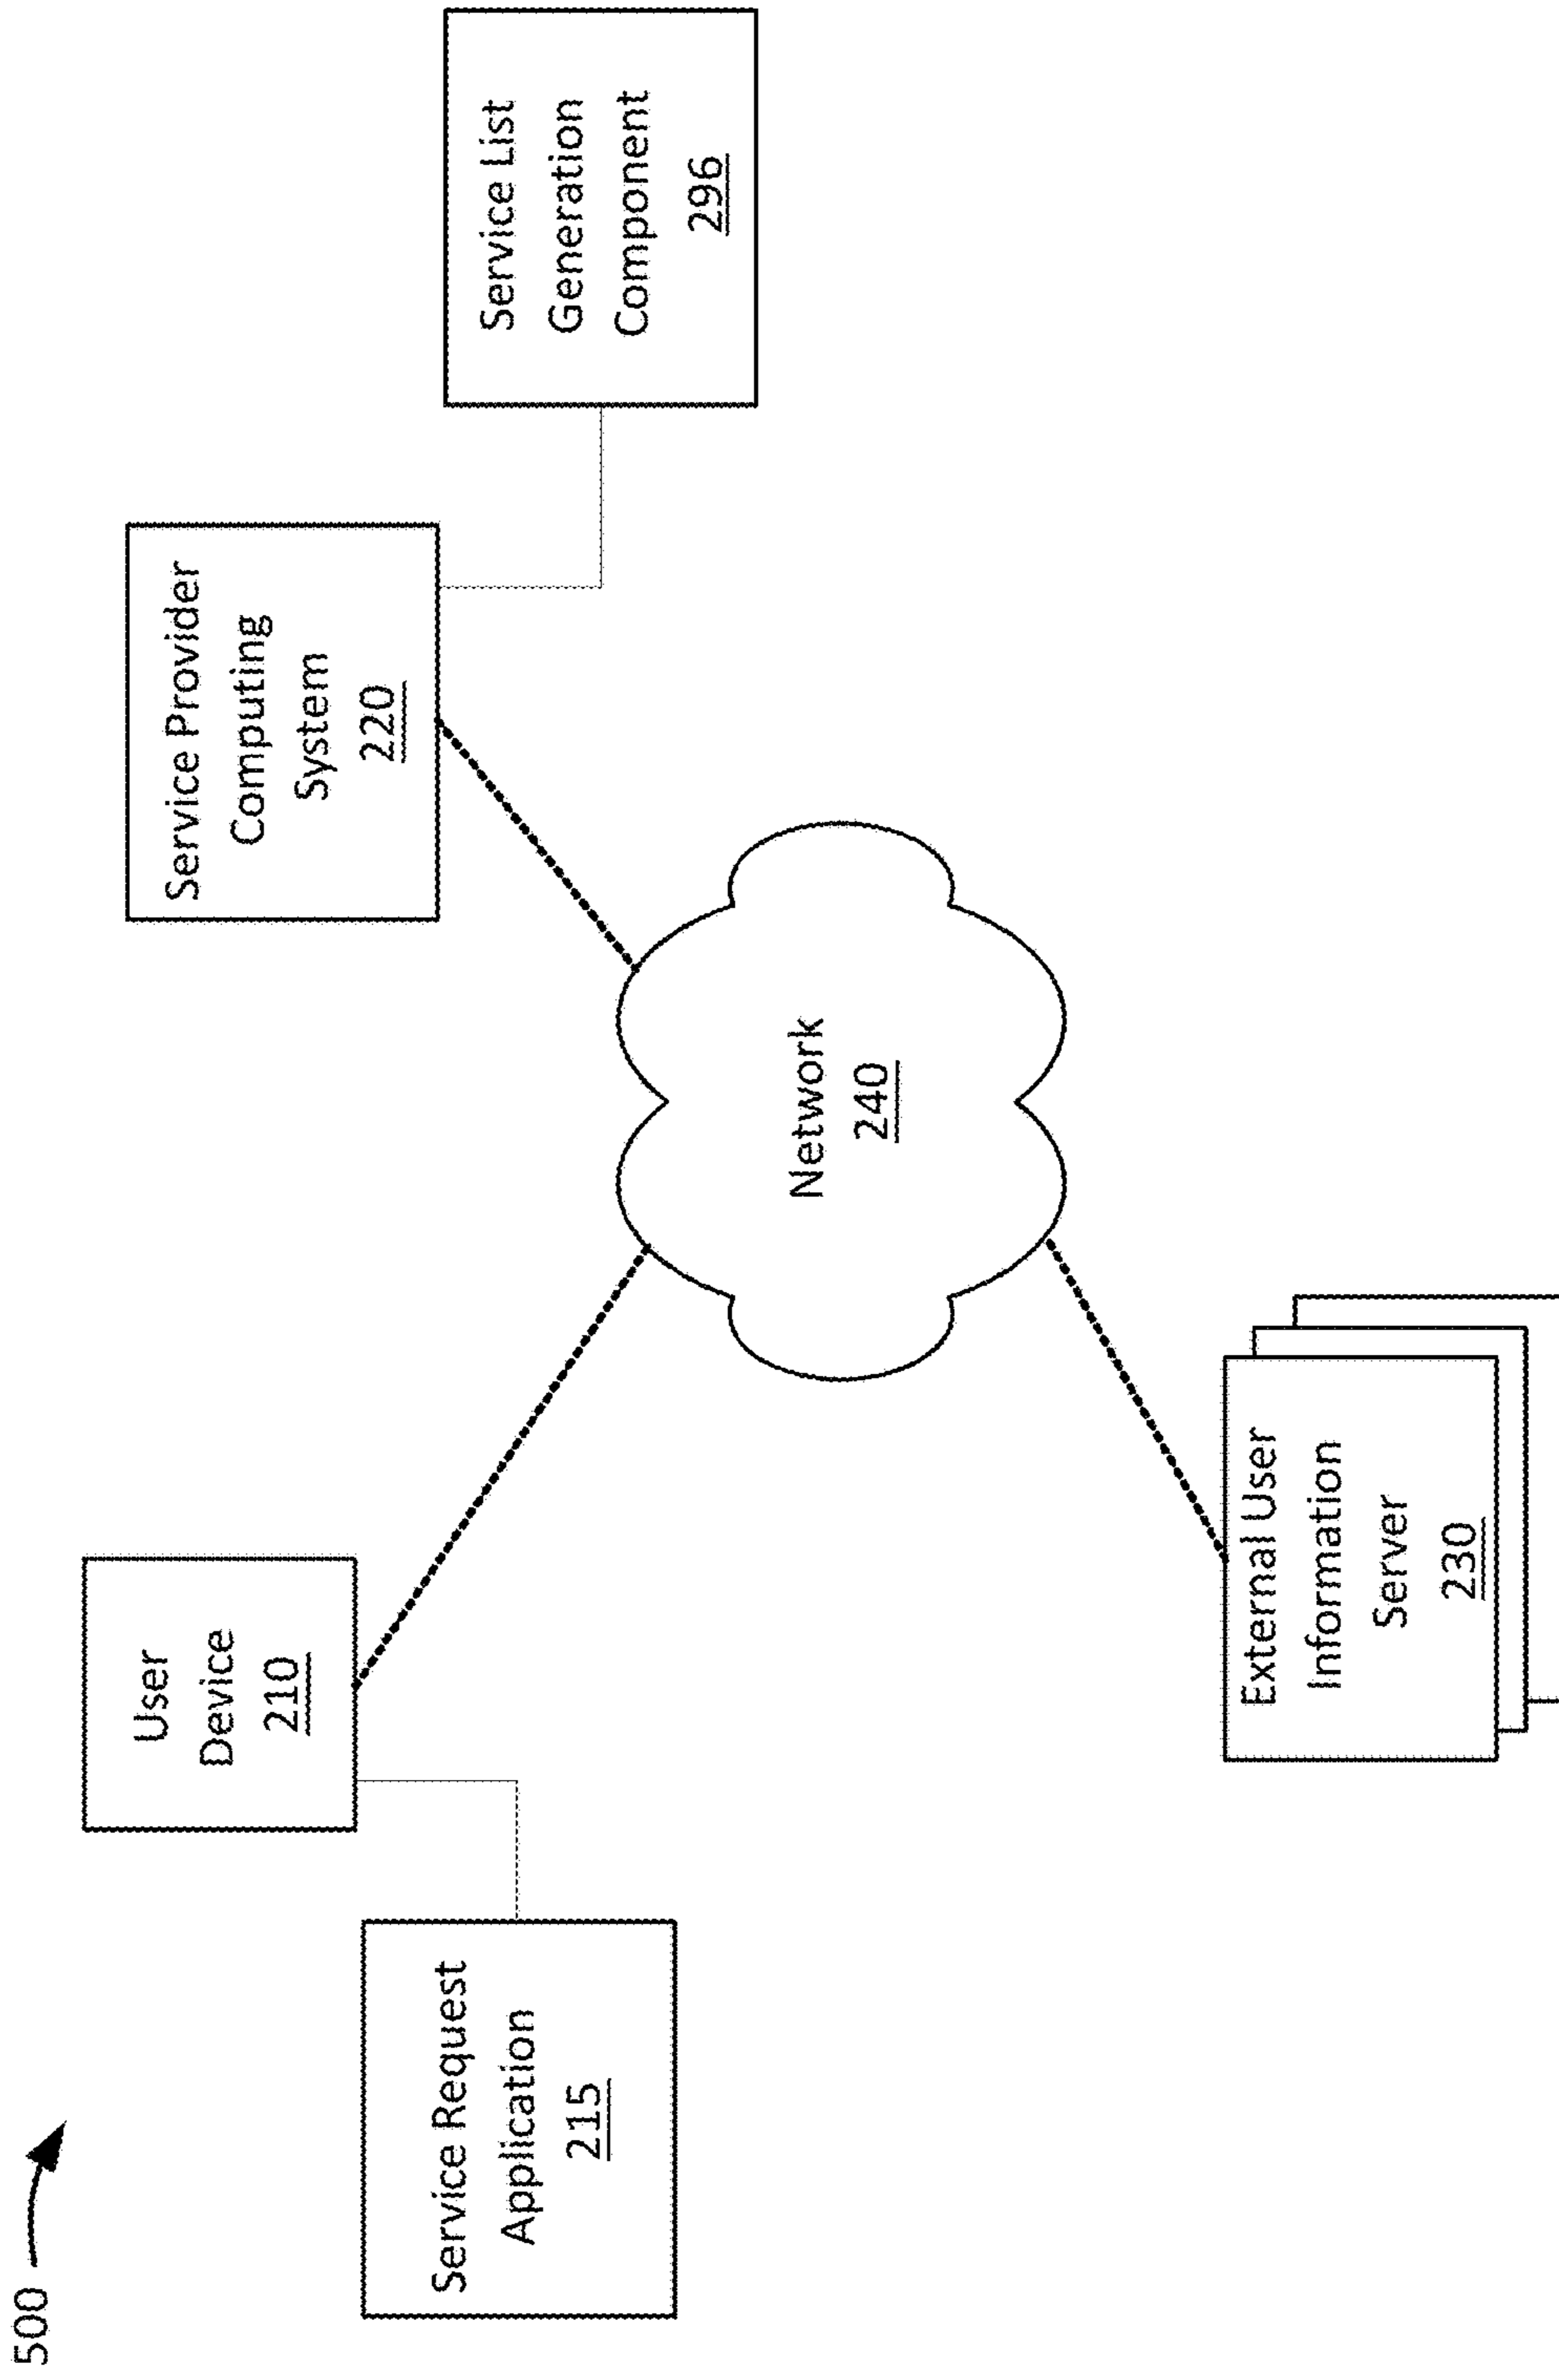 500
User
Device
210
Service Provider
Computing
System
220
Service Request
Application
215
Service List
Generation
Component
296
Network
240
External User
Information
Server
230